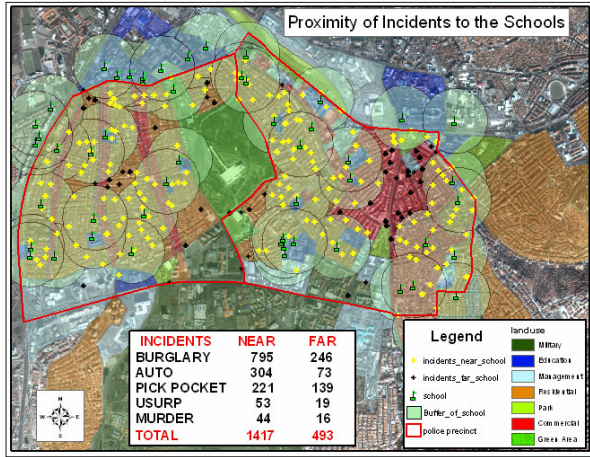 Proximity of Incidents to the Schools
INCIDENTS NEAR FAR
BURGLARY 795 246
AUTO 304 73
PICK POCKET 221 139
USURP 53 19
MURDER 44 16
TOTAL 1417 493
Legend
incidents_near_school
incidents_far_school
school
Buffer_of_school
police precinct
landuse
Military
Education
Management
Residential
Park
Commercial
Green Area
N
W E
S